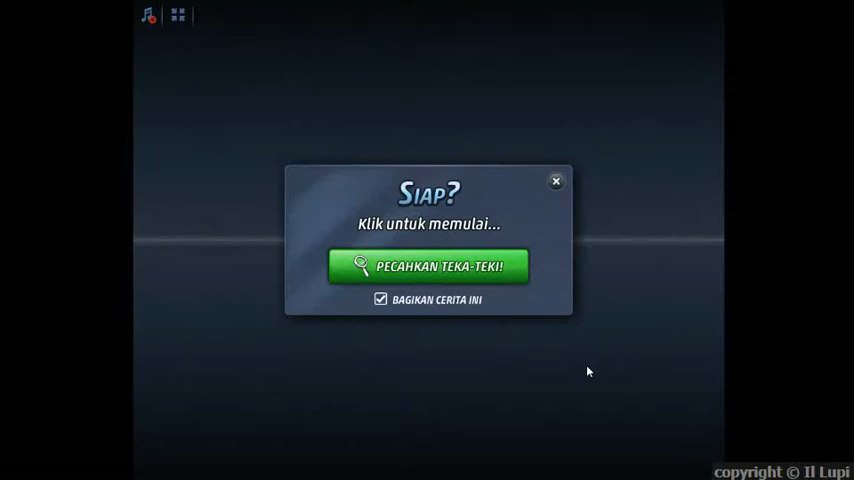 SIAP?
Klik untuk memulai...
PECAHKAN TEKA-TEKI!
BAGIKAN CERITA INI
copyright © Il Lupi